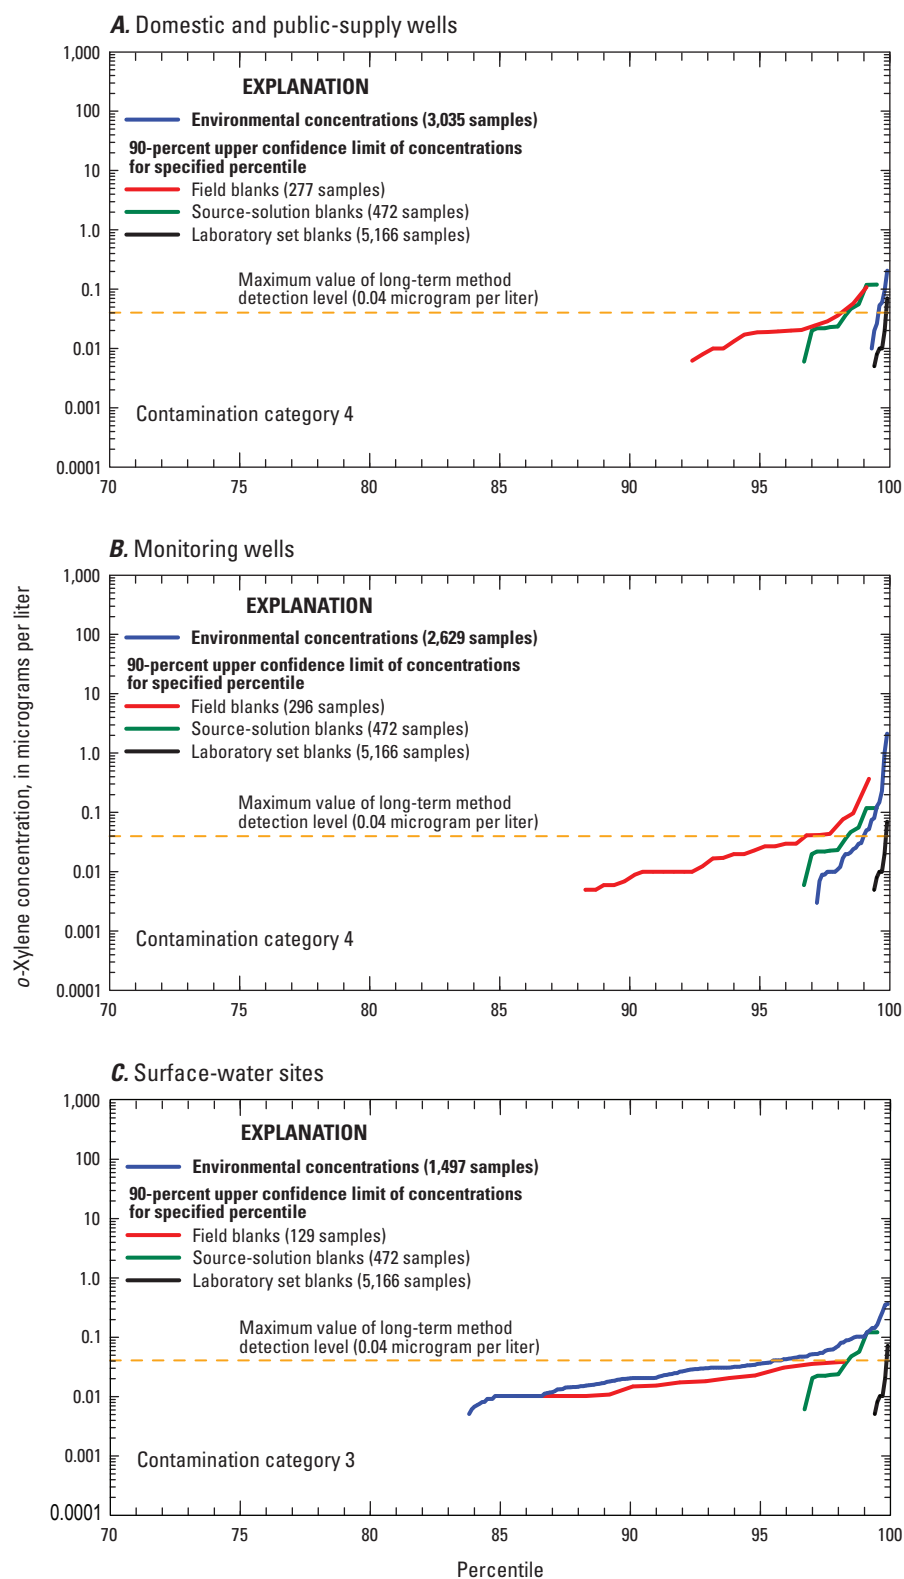 A. Domestic and public-supply wells
1,000
100
10
1.0
0.1
0.01
0.001
0.0001
EXPLANATION
Environmental concentrations (3,035 samples)
90-percent upper confidence limit of concentrations
for specified percentile
Field blanks (277 samples)
Source-solution blanks (472 samples)
Laboratory set blanks (5,166 samples)
Maximum value of long-term method
detection level (0.04 microgram per liter)
Contamination category 4
70 75 80 85 90 95 100
B. Monitoring wells
1,000
100
10
1.0
0.1
0.01
0.001
0.0001
EXPLANATION
Environmental concentrations (2,629 samples)
90-percent upper confidence limit of concentrations
for specified percentile
Field blanks (296 samples)
Source-solution blanks (472 samples)
Laboratory set blanks (5,166 samples)
Maximum value of long-term method
detection level (0.04 microgram per liter)
Contamination category 4
70 75 80 85 90 95 100
o-Xylene concentration, in micrograms per liter
C. Surface-water sites
1,000
100
10
1.0
0.1
0.01
0.001
0.0001
EXPLANATION
Environmental concentrations (1,497 samples)
90-percent upper confidence limit of concentrations
for specified percentile
Field blanks (129 samples)
Source-solution blanks (472 samples)
Laboratory set blanks (5,166 samples)
Maximum value of long-term method
detection level (0.04 microgram per liter)
Contamination category 3
70 75 80 85 90 95 100
Percentile